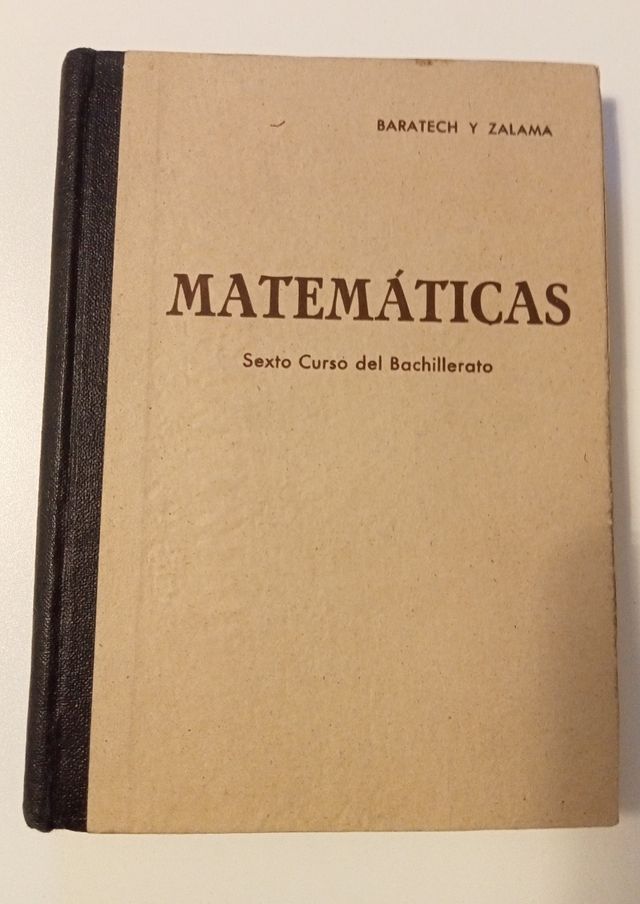 BARATECH Y ZALAMA
MATEMÁTICAS
Sexto Curso del Bachillerato